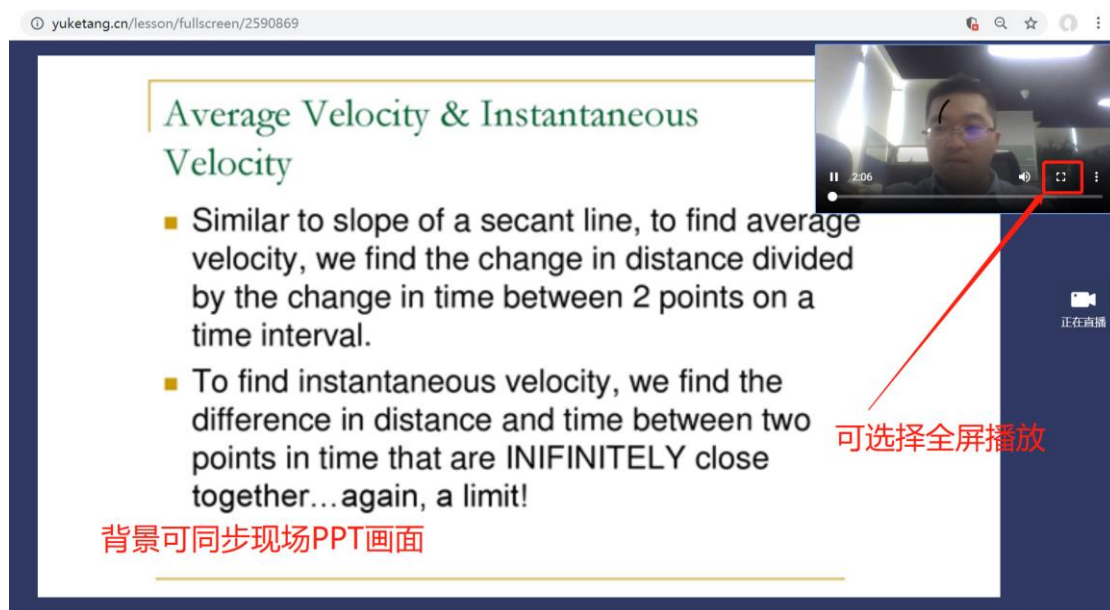 yuketang.cn/lesson/fullscreen/2590869
Average Velocity & Instantaneous
Velocity
2:06
Similar to slope of a secant line, to find average
velocity, we find the change in distance divided
by the change in time between 2 points on a
time interval.
正在直播
To find instantaneous velocity, we find the
difference in distance and time between two
points in time that are INIFINITELY close
together...again, a limit!
可选择全屏播放
背景可同步现场PPT画面